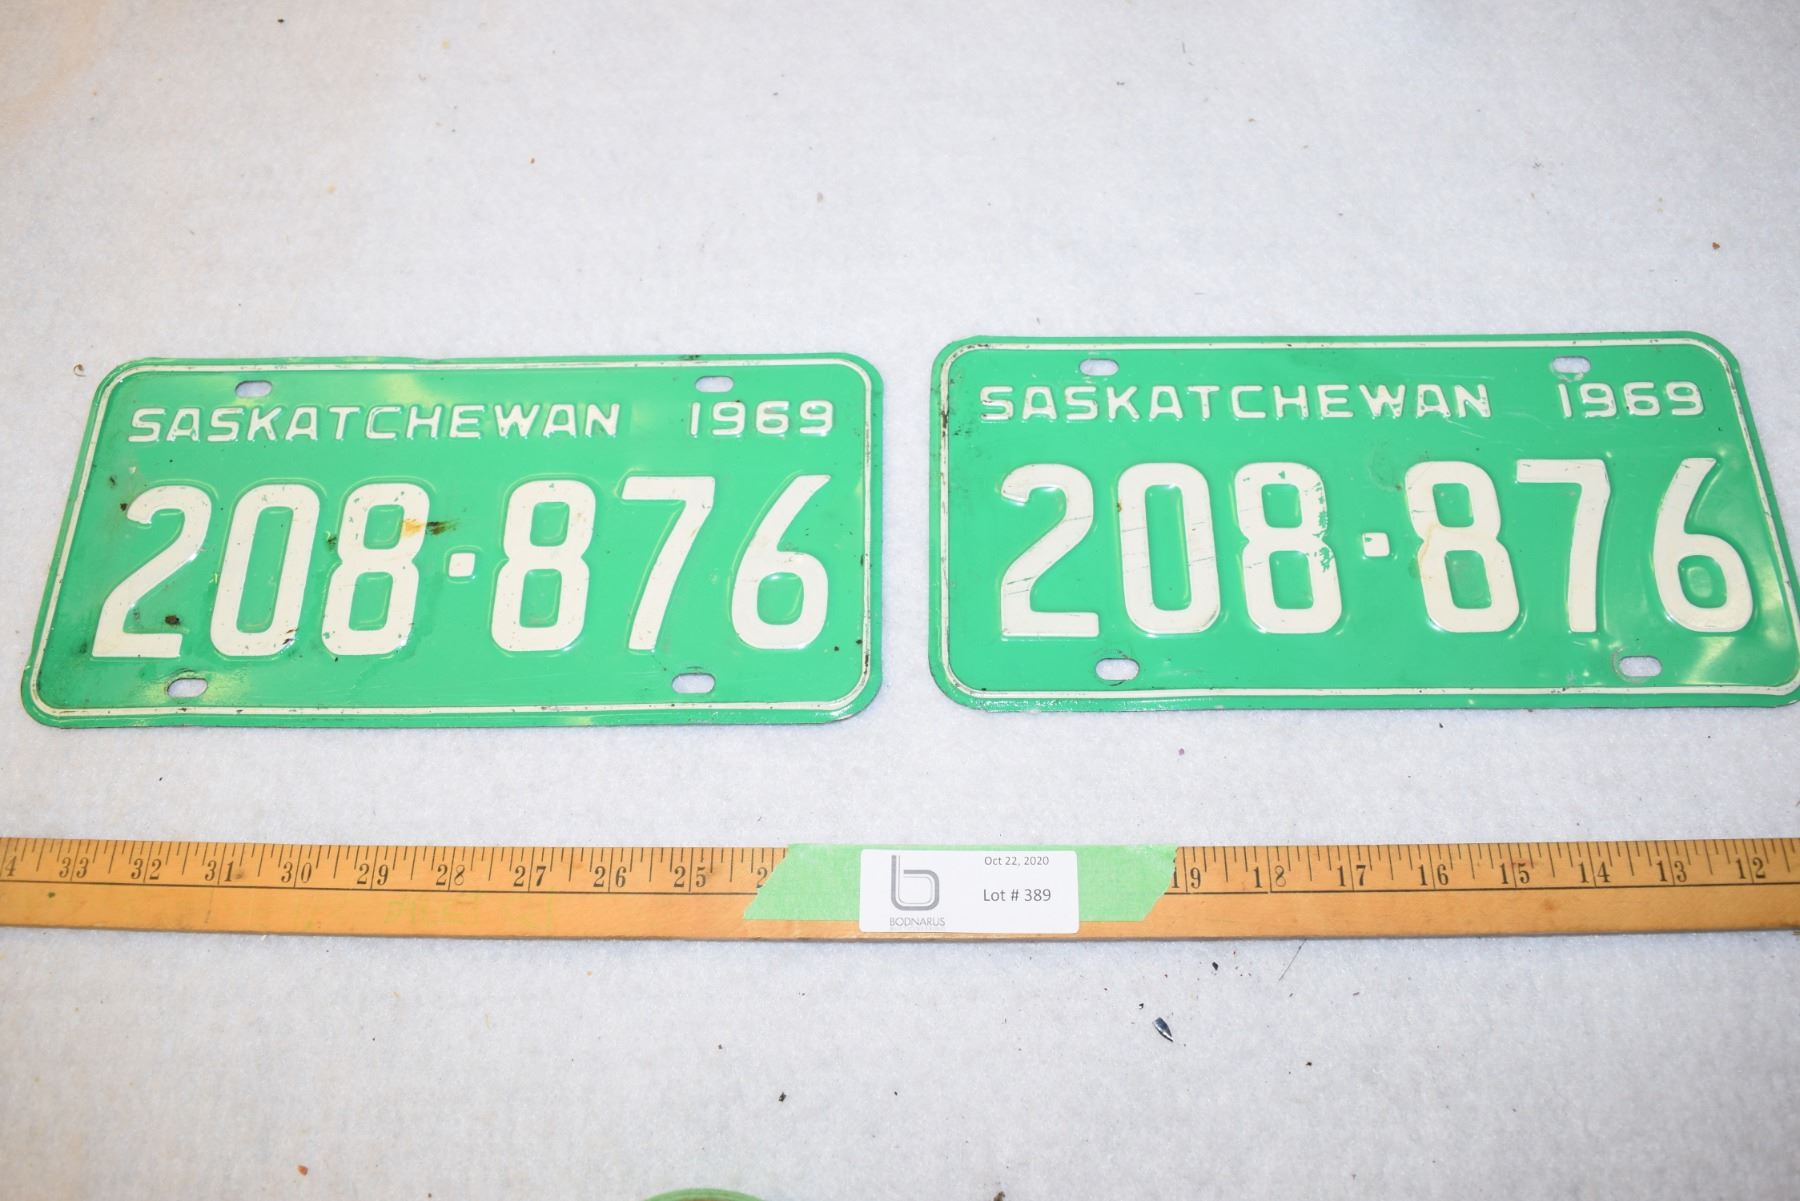 SASKATCHEWAN 1969
208·876
SASKATCHEWAN 1969
208·876
33 32 31 30 29 28 27 26 25 19 18 17 16 15 14 13 12
Oct 22, 2020
Lot # 389
b
BODNARUS